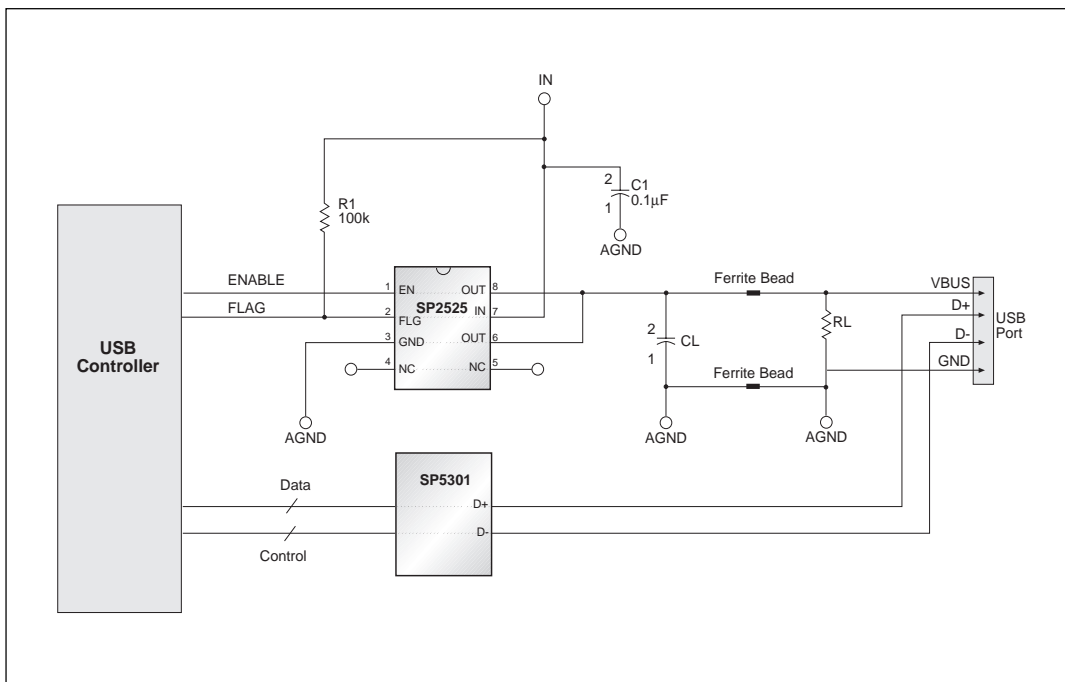 IN
R1
100k
2
C1
0.1µF
1
AGND
USB
Controller
ENABLE
FLAG
SP2525
1
EN
OUT
8
2
FLG
IN
7
3
GND
OUT
6
4
NC
NC
5
AGND
Ferrite Bead
2
CL
1
RL
Ferrite Bead
AGND
AGND
VBUS
D+
D-
GND
USB
Port
SP5301
Data
D+
D-
Control